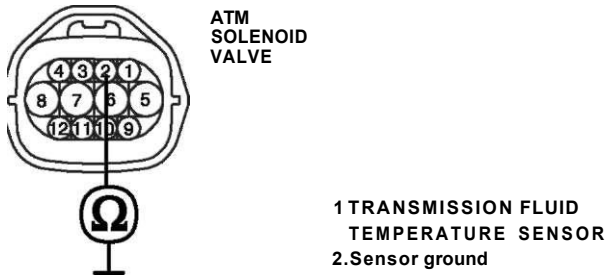 ATM
SOLENOID
VALVE
4 3 2 1
8 7 6 5
12 11 10 9
Ω
1 TRANSMISSION FLUID
TEMPERATURE SENSOR
2.Sensor ground